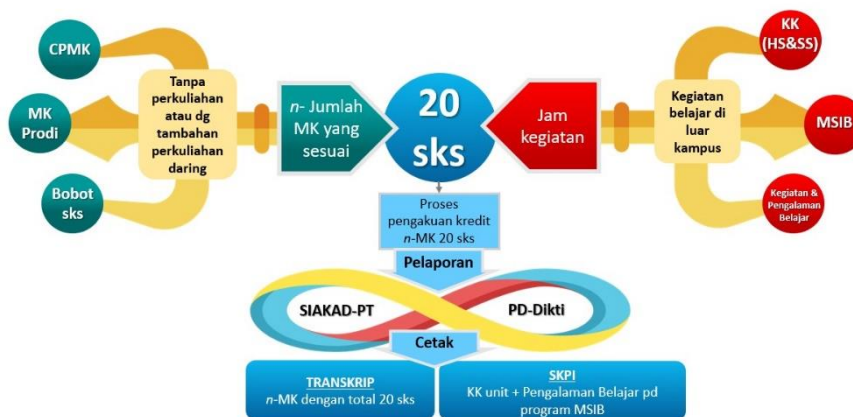 CPMK
MK
Prodi
Bobot
sks
Tanpa
perkuliahan
atau dg
tambahan
perkuliahan
daring
n- Jumlah
MK yang
sesuai
20
sks
Jam
kegiatan
Kegiatan
belajar di
luar
kampus
KK
(HS&SS)
MSIB
Kegiatan &
Pengalaman
Belajar
Proses
pengakuan kredit
n-MK 20 sks
Pelaporan
SIAKAD-PT
PD-Dikti
Cetak
TRANSKRIP
n-MK dengan total 20 sks
SKPI
KK unit + Pengalaman Belajar pd
program MSIB